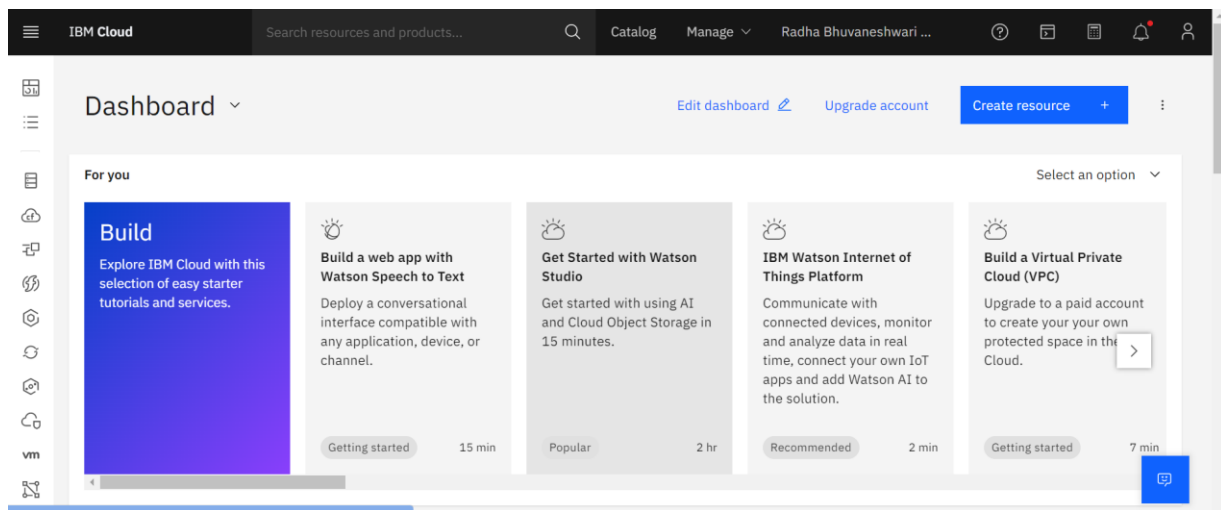 IBM Cloud
Search resources and products...
Catalog
Manage
Radha Bhuvaneshwari ...
Dashboard
Edit dashboard
Upgrade account
Create resource +
For you
Select an option
Build
Explore IBM Cloud with this
selection of easy starter
tutorials and services.
Build a web app with
Watson Speech to Text
Deploy a conversational
interface compatible with
any application, device, or
channel.
Getting started
15 min
Get Started with Watson
Studio
Get started with using AI
and Cloud Object Storage in
15 minutes.
Popular
2 hr
IBM Watson Internet of
Things Platform
Communicate with
connected devices, monitor
and analyze data in real
time, connect your own IoT
apps and add Watson AI to
the solution.
Recommended
2 min
Build a Virtual Private
Cloud (VPC)
Upgrade to a paid account
to create your your own
protected space in the
Cloud.
Getting started
7 min
cf
vm